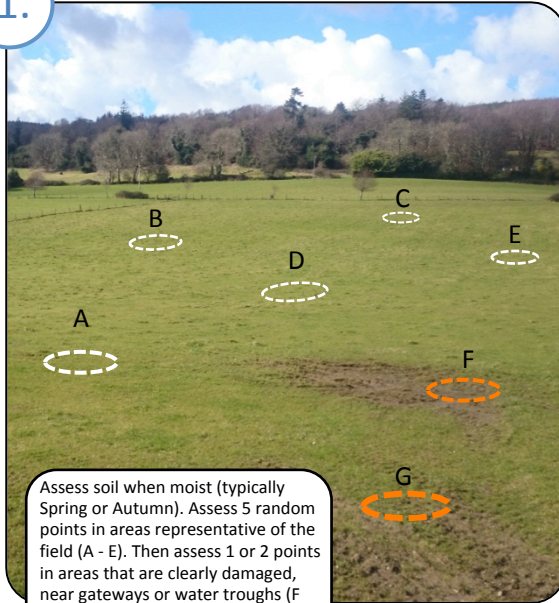 1.
B
C
E
D
A
F
G
Assess soil when moist (typically
Spring or Autumn). Assess 5 random
points in areas representative of the
field (A - E). Then assess 1 or 2 points
in areas that are clearly damaged,
near gateways or water troughs (F